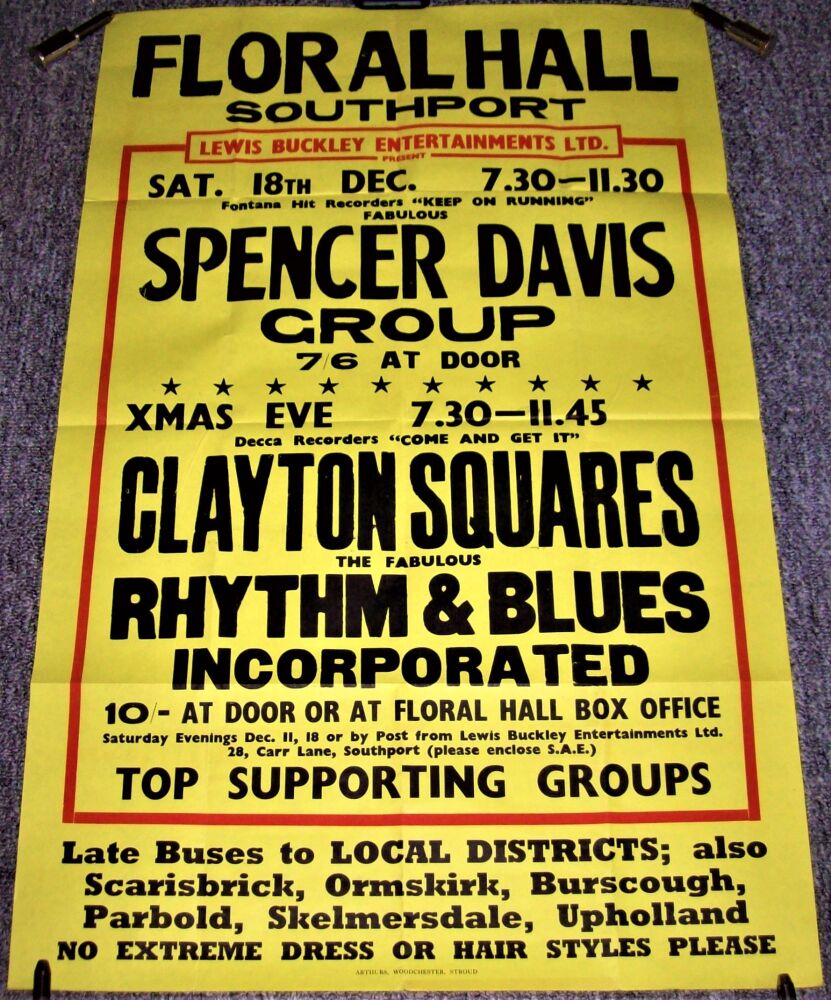 FLORAL HALL
SOUTHPORT
LEWIS BUCKLEY ENTERTAINMENTS LTD.
PRESENT
SAT. 18TH DEC. 7.30—11.30
Fontana Hit Recorders "KEEP ON RUNNING"
FABULOUS
SPENCER DAVIS
GROUP
7/6 AT DOOR
XMAS EVE 7.30—11.45
Decca Recorders "COME AND GET IT"
CLAYTON SQUARES
THE FABULOUS
RHYTHM & BLUES
INCORPORATED
10/- AT DOOR OR AT FLORAL HALL BOX OFFICE
Saturday Evenings Dec. 11, 18 or by Post from Lewis Buckley Entertainments Ltd.
28, Carr Lane, Southport (please enclose S.A.E.)
TOP SUPPORTING GROUPS
Late Buses to LOCAL DISTRICTS; also
Scarisbrick, Ormskirk, Burscough,
Parbold, Skelmersdale, Upholland
NO EXTREME DRESS OR HAIR STYLES PLEASE
ARTHURS, WOODCHESTER, STROUD